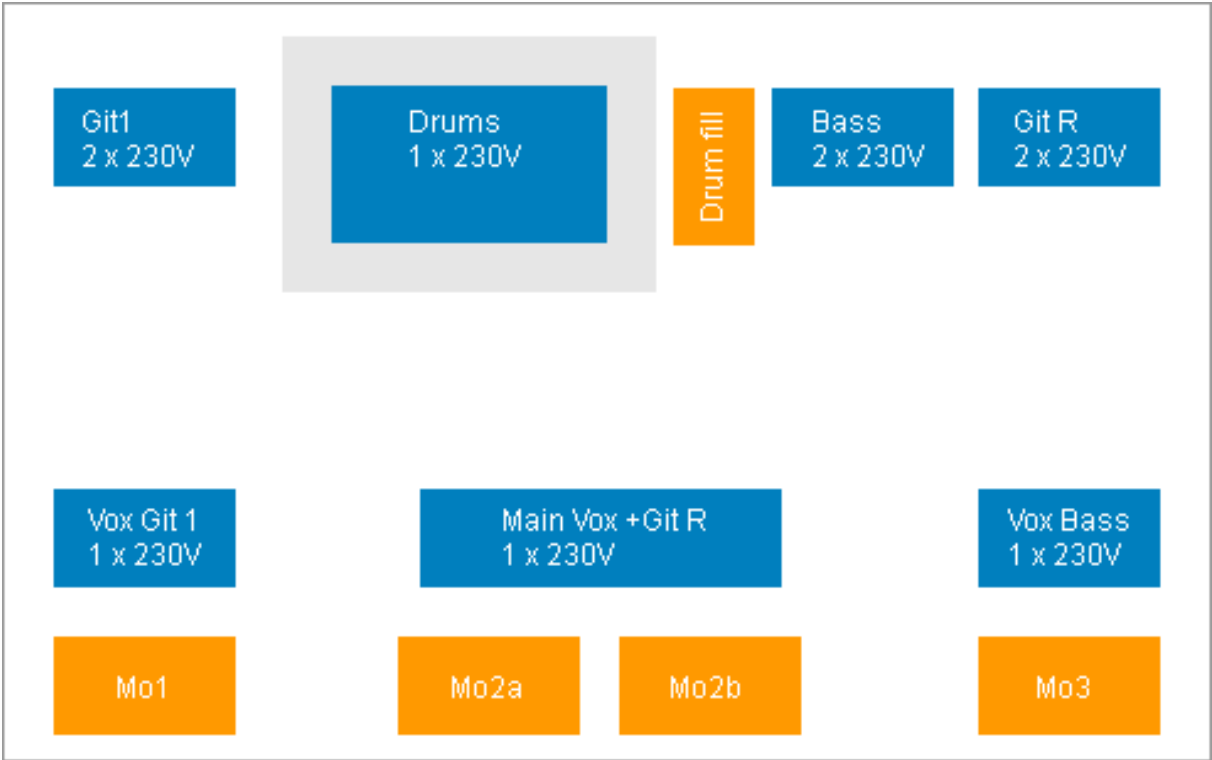 Git1
2 x 230V
Drums
1 x 230V
Drum fill
Bass
2 x 230V
Git R
2 x 230V
Vox Git 1
1 x 230V
Main Vox +Git R
1 x 230V
Vox Bass
1 x 230V
Mo1
Mo2a
Mo2b
Mo3